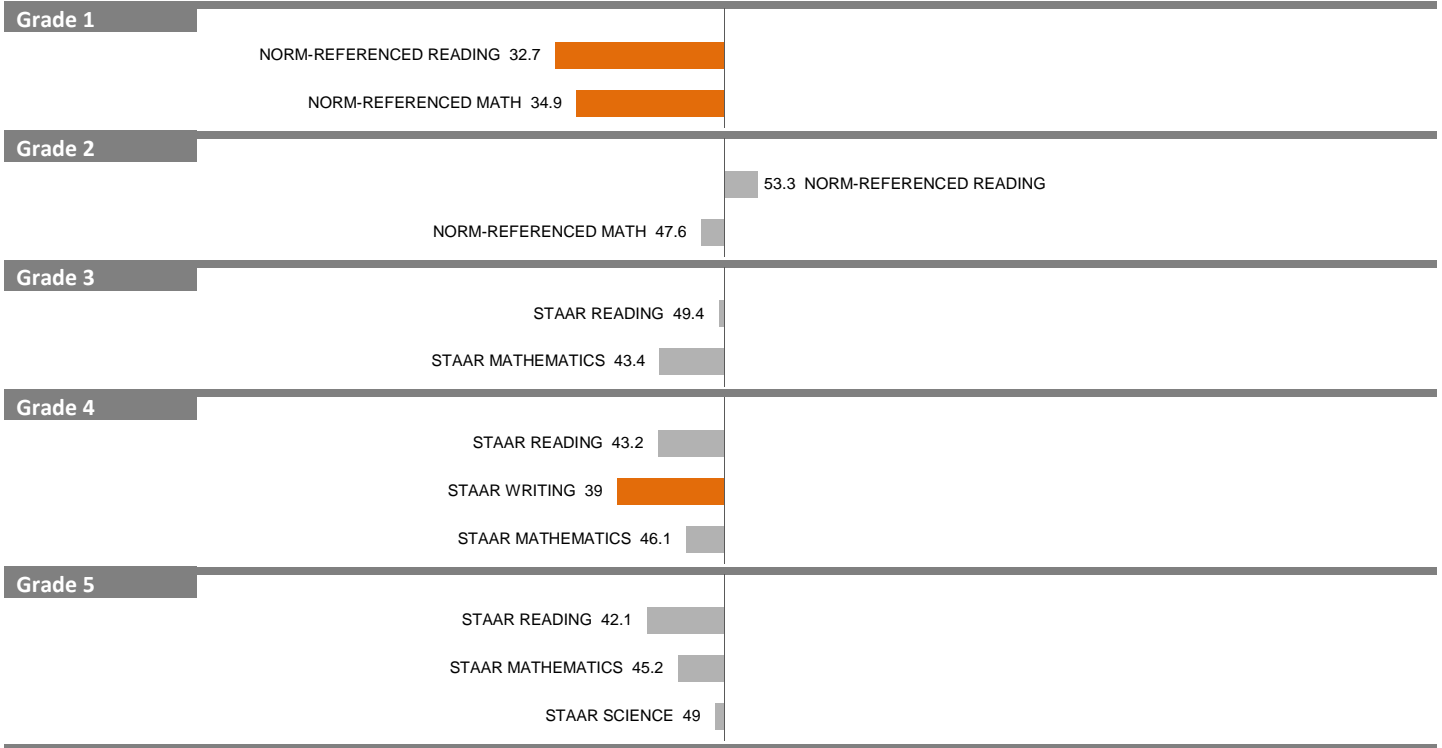 Grade 1
NORM-REFERENCED READING 32.7
NORM-REFERENCED MATH 34.9
Grade 2
53.3 NORM-REFERENCED READING
NORM-REFERENCED MATH 47.6
Grade 3
STAAR READING 49.4
STAAR MATHEMATICS 43.4
Grade 4
STAAR READING 43.2
STAAR WRITING 39
STAAR MATHEMATICS 46.1
Grade 5
STAAR READING 42.1
STAAR MATHEMATICS 45.2
STAAR SCIENCE 49